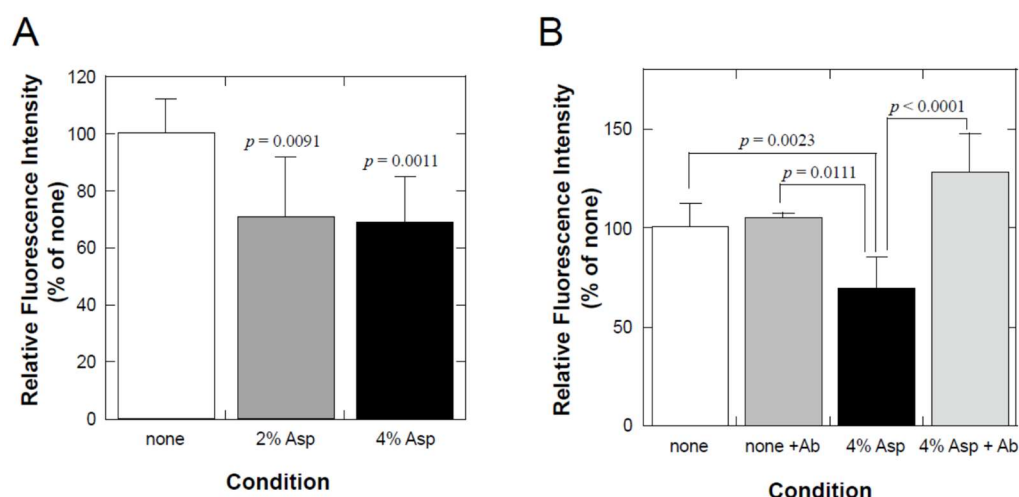 A
Relative Fluorescence Intensity
(% of none)
120
100
80
60
40
20
0
p = 0.0091
p = 0.0011
none
2% Asp
4% Asp
Condition
B
Relative Fluorescence Intensity
(% of none)
150
100
50
0
p < 0.0001
p = 0.0023
p = 0.0111
none
none +Ab
4% Asp
4% Asp + Ab
Condition